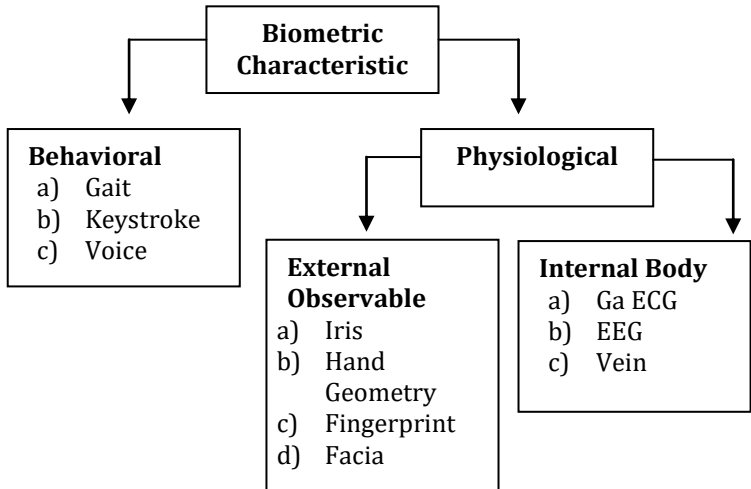 Biometric
Characteristic
Behavioral
a) Gait
b) Keystroke
c) Voice
Physiological
External
Observable
a) Iris
b) Hand
Geometry
c) Fingerprint
d) Facia
Internal Body
a) Ga ECG
b) EEG
c) Vein